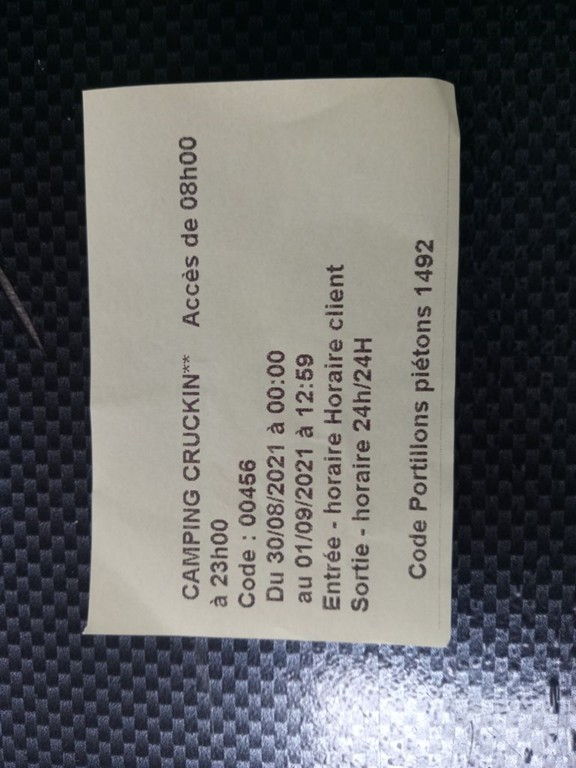 CAMPING CRUCKIN** Accès de 08h00
à 23h00
Code : 00456
Du 30/08/2021 à 00:00
au 01/09/2021 à 12:59
Entrée - horaire Horaire client
Sortie - horaire 24h/24H
Code Portillons piétons 1492